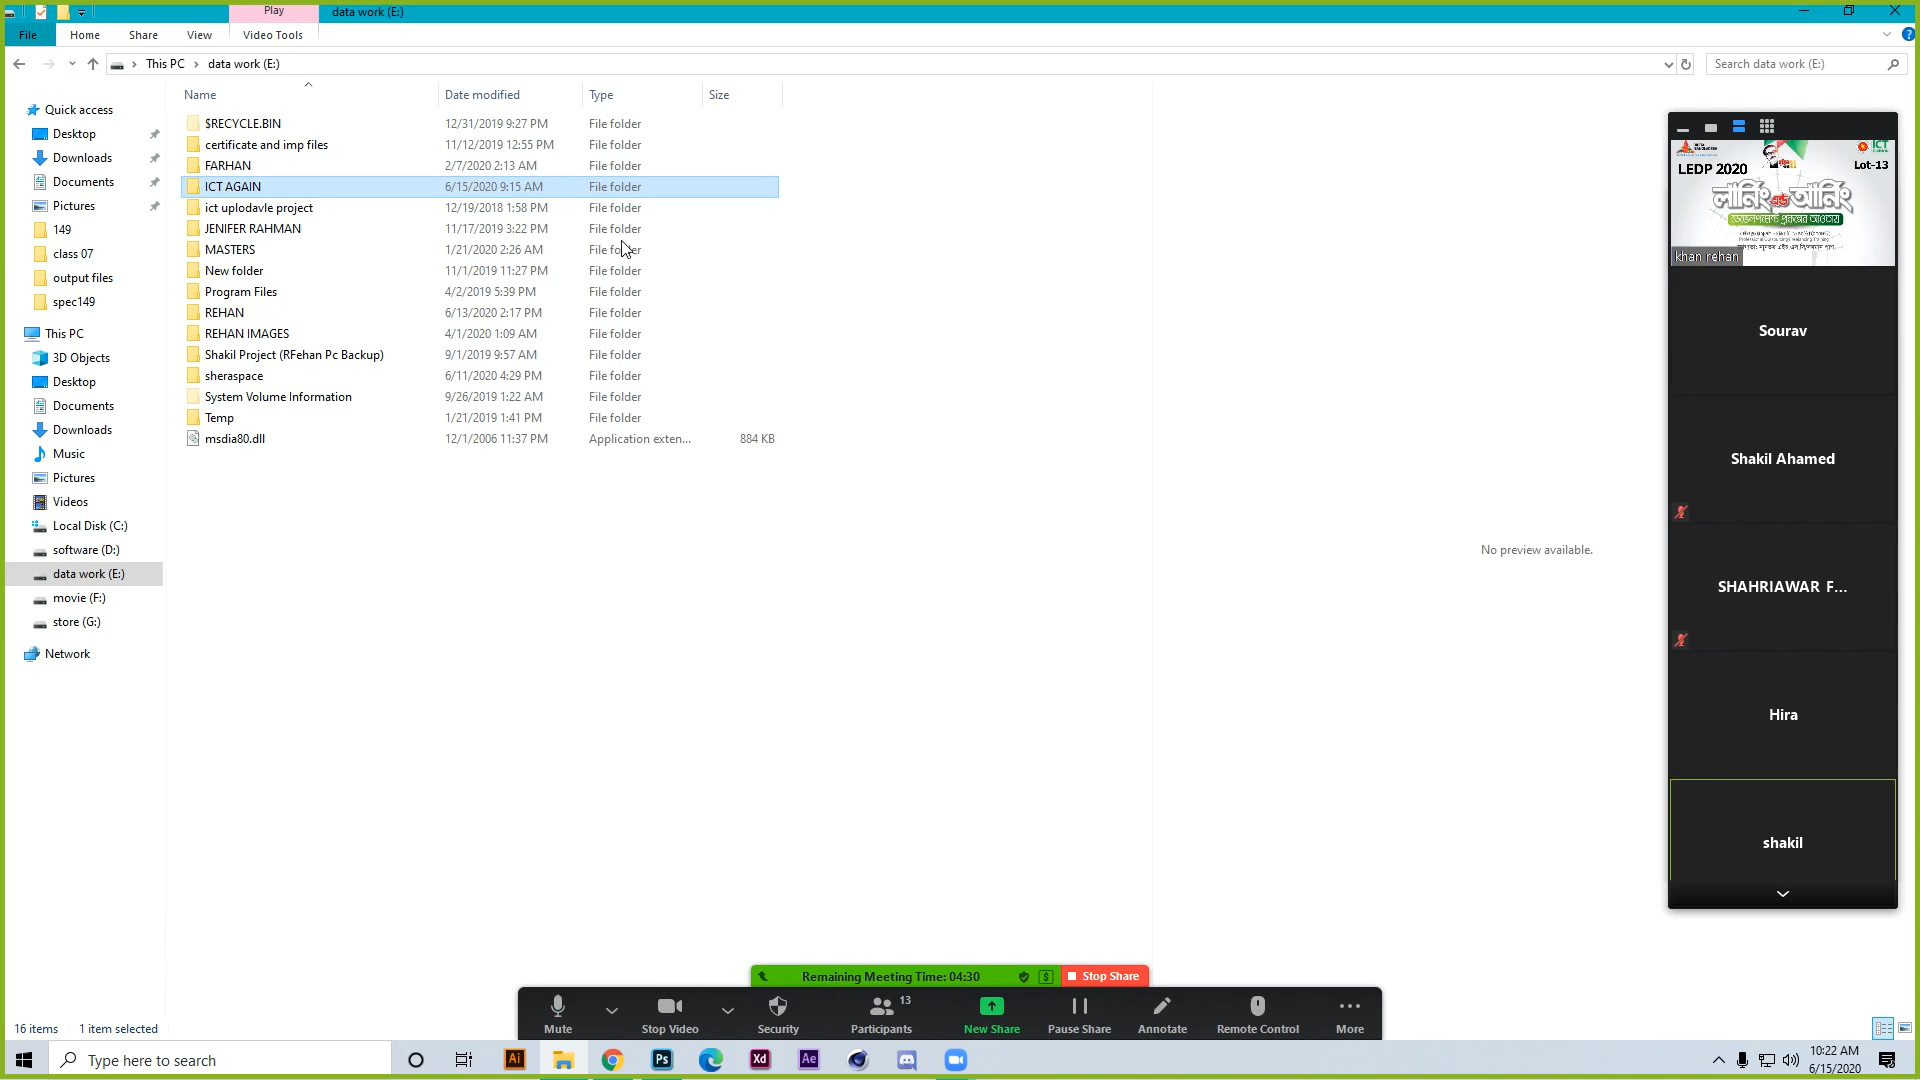 Play
data work (E:)
File
Home
Share
View
Video Tools
This PC
data work (E:)
Search data work (E:)
Name
Date modified
Type
Size
Quick access
Desktop
Downloads
Documents
Pictures
149
class 07
output files
spec149
This PC
3D Objects
Desktop
Documents
Downloads
Music
Pictures
Videos
Local Disk (C:)
software (D:)
data work (E:)
movie (F:)
store (G:)
Network
$RECYCLE.BIN 12/31/2019 9:27 PM File folder
certificate and imp files 11/12/2019 12:55 PM File folder
FARHAN 2/7/2020 2:13 AM File folder
ICT AGAIN 6/15/2020 9:15 AM File folder
ict uplodavle project 12/19/2018 1:58 PM File folder
JENIFER RAHMAN 11/17/2019 3:22 PM File folder
MASTERS 1/21/2020 2:26 AM File folder
New folder 11/1/2019 11:27 PM File folder
Program Files 4/2/2019 5:39 PM File folder
REHAN 6/13/2020 2:17 PM File folder
REHAN IMAGES 4/1/2020 1:09 AM File folder
Shakil Project (RFehan Pc Backup) 9/1/2019 9:57 AM File folder
sheraspace 6/11/2020 4:29 PM File folder
System Volume Information 9/26/2019 1:22 AM File folder
Temp 1/21/2019 1:41 PM File folder
msdia80.dll 12/1/2006 11:37 PM Application exten... 884 KB
No preview available.
ICT
LEDP 2020
Lot-13
লার্নিং এন্ড আর্নিং
ডেভেলপমেন্ট প্রকল্পের আওতায়
khan rehan
Sourav
Shakil Ahamed
SHAHRIAWAR F...
Hira
shakil
Remaining Meeting Time: 04:30
Stop Share
Mute
Stop Video
Security
Participants
13
New Share
Pause Share
Annotate
Remote Control
More
16 items
1 item selected
Type here to search
Ai
Ps
Xd
Ae
10:22 AM
6/15/2020